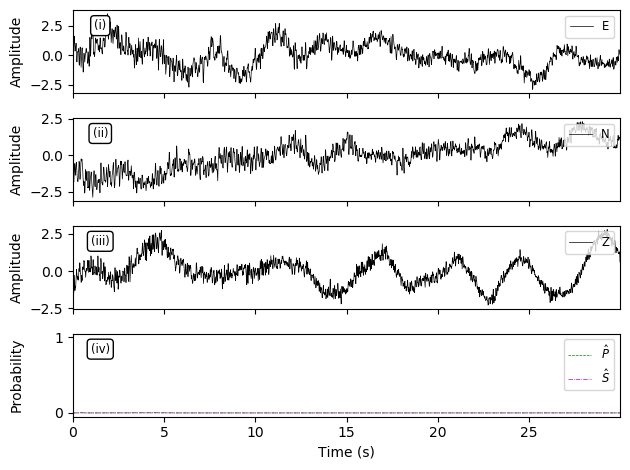 (i)
E
Amplitude
2.5
0.0
−2.5
(ii)
N
Amplitude
2.5
0.0
−2.5
(iii)
Z
Amplitude
2.5
0.0
−2.5
(iv)
P̂
Ŝ
Probability
1
0
0 5 10 15 20 25
Time (s)